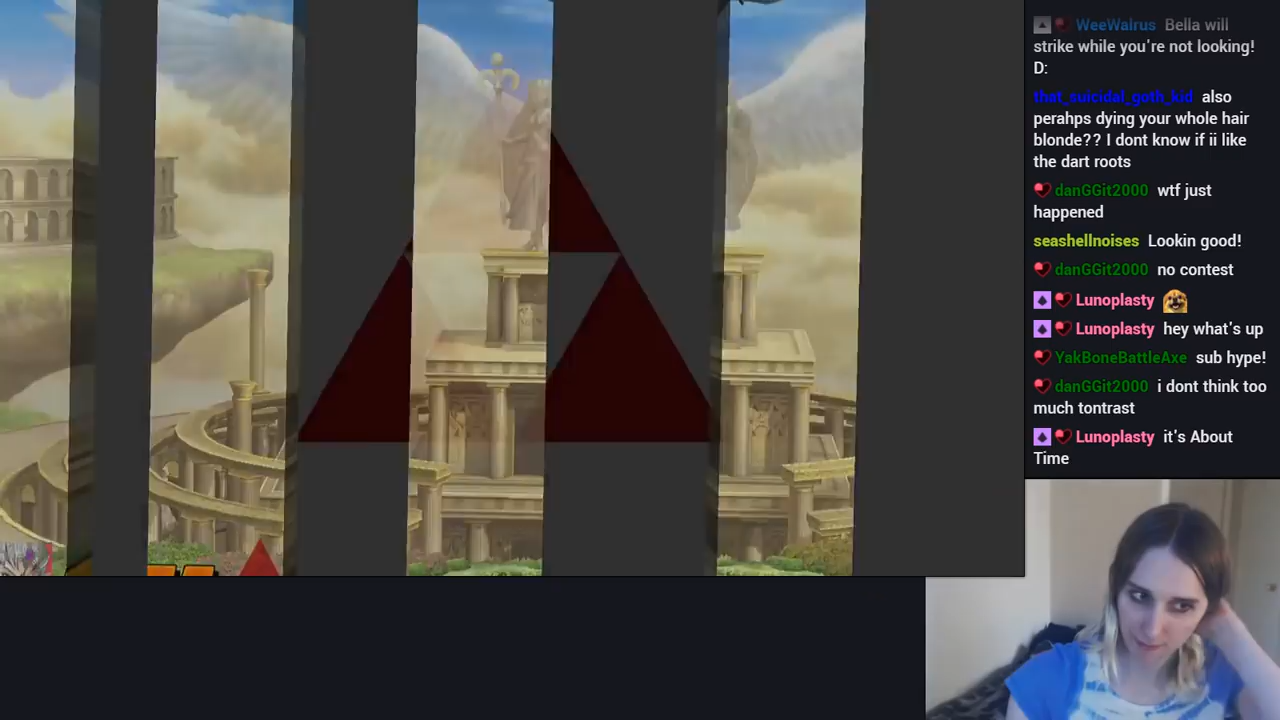 WeeWalrus Bella will
strike while you're not looking!
D:
that_suicidal_goth_kid also
perahps dying your whole hair
blonde?? I dont know if ii like
the dart roots
danGGit2000 wtf just
happened
seashellnoises Lookin good!
danGGit2000 no contest
Lunoplasty
Lunoplasty hey what's up
YakBoneBattleAxe sub hype!
danGGit2000 i dont think too
much tontrast
Lunoplasty it's About
Time